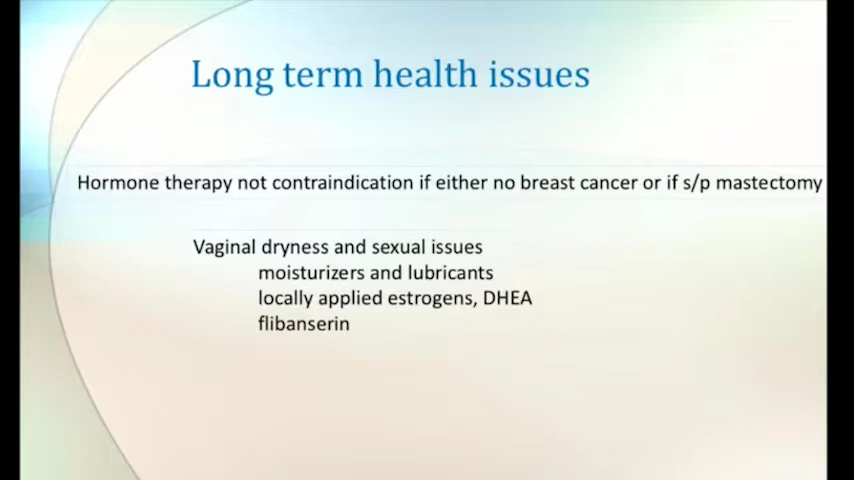 Long term health issues
Hormone therapy not contraindication if either no breast cancer or if s/p mastectomy
Vaginal dryness and sexual issues
moisturizers and lubricants
locally applied estrogens, DHEA
flibanserin